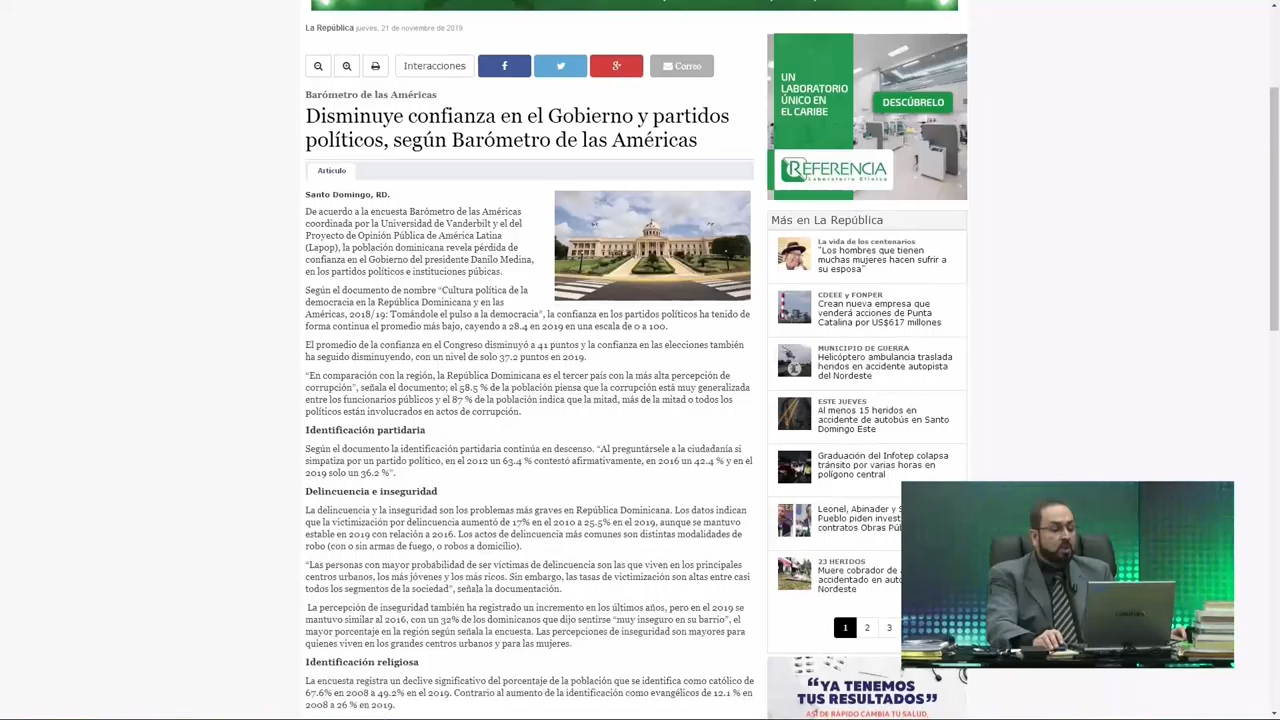 La República jueves, 21 de noviembre de 2019
Interacciones
Correo
Barómetro de las Américas
Disminuye confianza en el Gobierno y partidos
políticos, según Barómetro de las Américas
Artículo
Santo Domingo, RD.
De acuerdo a la encuesta Barómetro de las Américas
coordinada por la Universidad de Vanderbilt y el del
Proyecto de Opinión Pública de América Latina
(Lapop), la población dominicana revela pérdida de
confianza en el Gobierno del presidente Danilo Medina,
en los partidos políticos e instituciones púbicas.
Según el documento de nombre “Cultura política de la
democracia en la República Dominicana y en las
Américas, 2018/19: Tomándole el pulso a la democracia”, la confianza en los partidos políticos ha tenido de
forma continua el promedio más bajo, cayendo a 28.4 en 2019 en una escala de 0 a 100.
El promedio de la confianza en el Congreso disminuyó a 41 puntos y la confianza en las elecciones también
ha seguido disminuyendo, con un nivel de solo 37.2 puntos en 2019.
“En comparación con la región, la República Dominicana es el tercer país con la más alta percepción de
corrupción”, señala el documento; el 58.5 % de la población piensa que la corrupción está muy generalizada
entre los funcionarios públicos y el 87 % de la población indica que la mitad, más de la mitad o todos los
políticos están involucrados en actos de corrupción.
Identificación partidaria
Según el documento la identificación partidaria continúa en descenso. “Al preguntársele a la ciudadanía si
simpatiza por un partido político, en el 2012 un 63.4 % contestó afirmativamente, en 2016 un 42.4 % y en el
2019 solo un 36.2 %”.
Delincuencia e inseguridad
La delincuencia y la inseguridad son los problemas más graves en República Dominicana. Los datos indican
que la victimización por delincuencia aumentó de 17% en el 2010 a 25.5% en el 2019, aunque se mantuvo
estable en 2019 con relación a 2016. Los actos de delincuencia más comunes son distintas modalidades de
robo (con o sin armas de fuego, o robos a domicilio).
“Las personas con mayor probabilidad de ser víctimas de delincuencia son las que viven en los principales
centros urbanos, los más jóvenes y los más ricos. Sin embargo, las tasas de victimización son altas entre casi
todos los segmentos de la sociedad”, señala la documentación.
La percepción de inseguridad también ha registrado un incremento en los últimos años, pero en el 2019 se
mantuvo similar al 2016, con un 32% de los dominicanos que dijo sentirse “muy inseguro en su barrio”, el
mayor porcentaje en la región según señala la encuesta. Las percepciones de inseguridad son mayores para
quienes viven en los grandes centros urbanos y para las mujeres.
Identificación religiosa
La encuesta registra un declive significativo del porcentaje de la población que se identifica como católico de
67.6% en 2008 a 49.2% en el 2019. Contrario al aumento de la identificación como evangélicos de 12.1 % en
2008 a 26 % en 2019.
UN
LABORATORIO
ÚNICO EN
EL CARIBE
DESCÚBRELO
REFERENCIA
Laboratorio Clínico
Más en La República
La vida de los centenarios
"Los hombres que tienen
muchas mujeres hacen sufrir a
su esposa"
CDEEE y FONPER
Crean nueva empresa que
venderá acciones de Punta
Catalina por US$617 millones
MUNICIPIO DE GUERRA
Helicóptero ambulancia traslada
heridos en accidente autopista
del Nordeste
ESTE JUEVES
Al menos 15 heridos en
accidente de autobús en Santo
Domingo Este
Graduación del Infotep colapsa
tránsito por varias horas en
polígono central
Leonel, Abinader y
Pueblo piden
contratos Obras
23 HERIDOS
Muere cobrador de
accidentado en
Nordeste
1 2 3
“YA TENEMOS
TUS RESULTADOS”
ASÍ DE RÁPIDO CAMBIA TU SALUD,